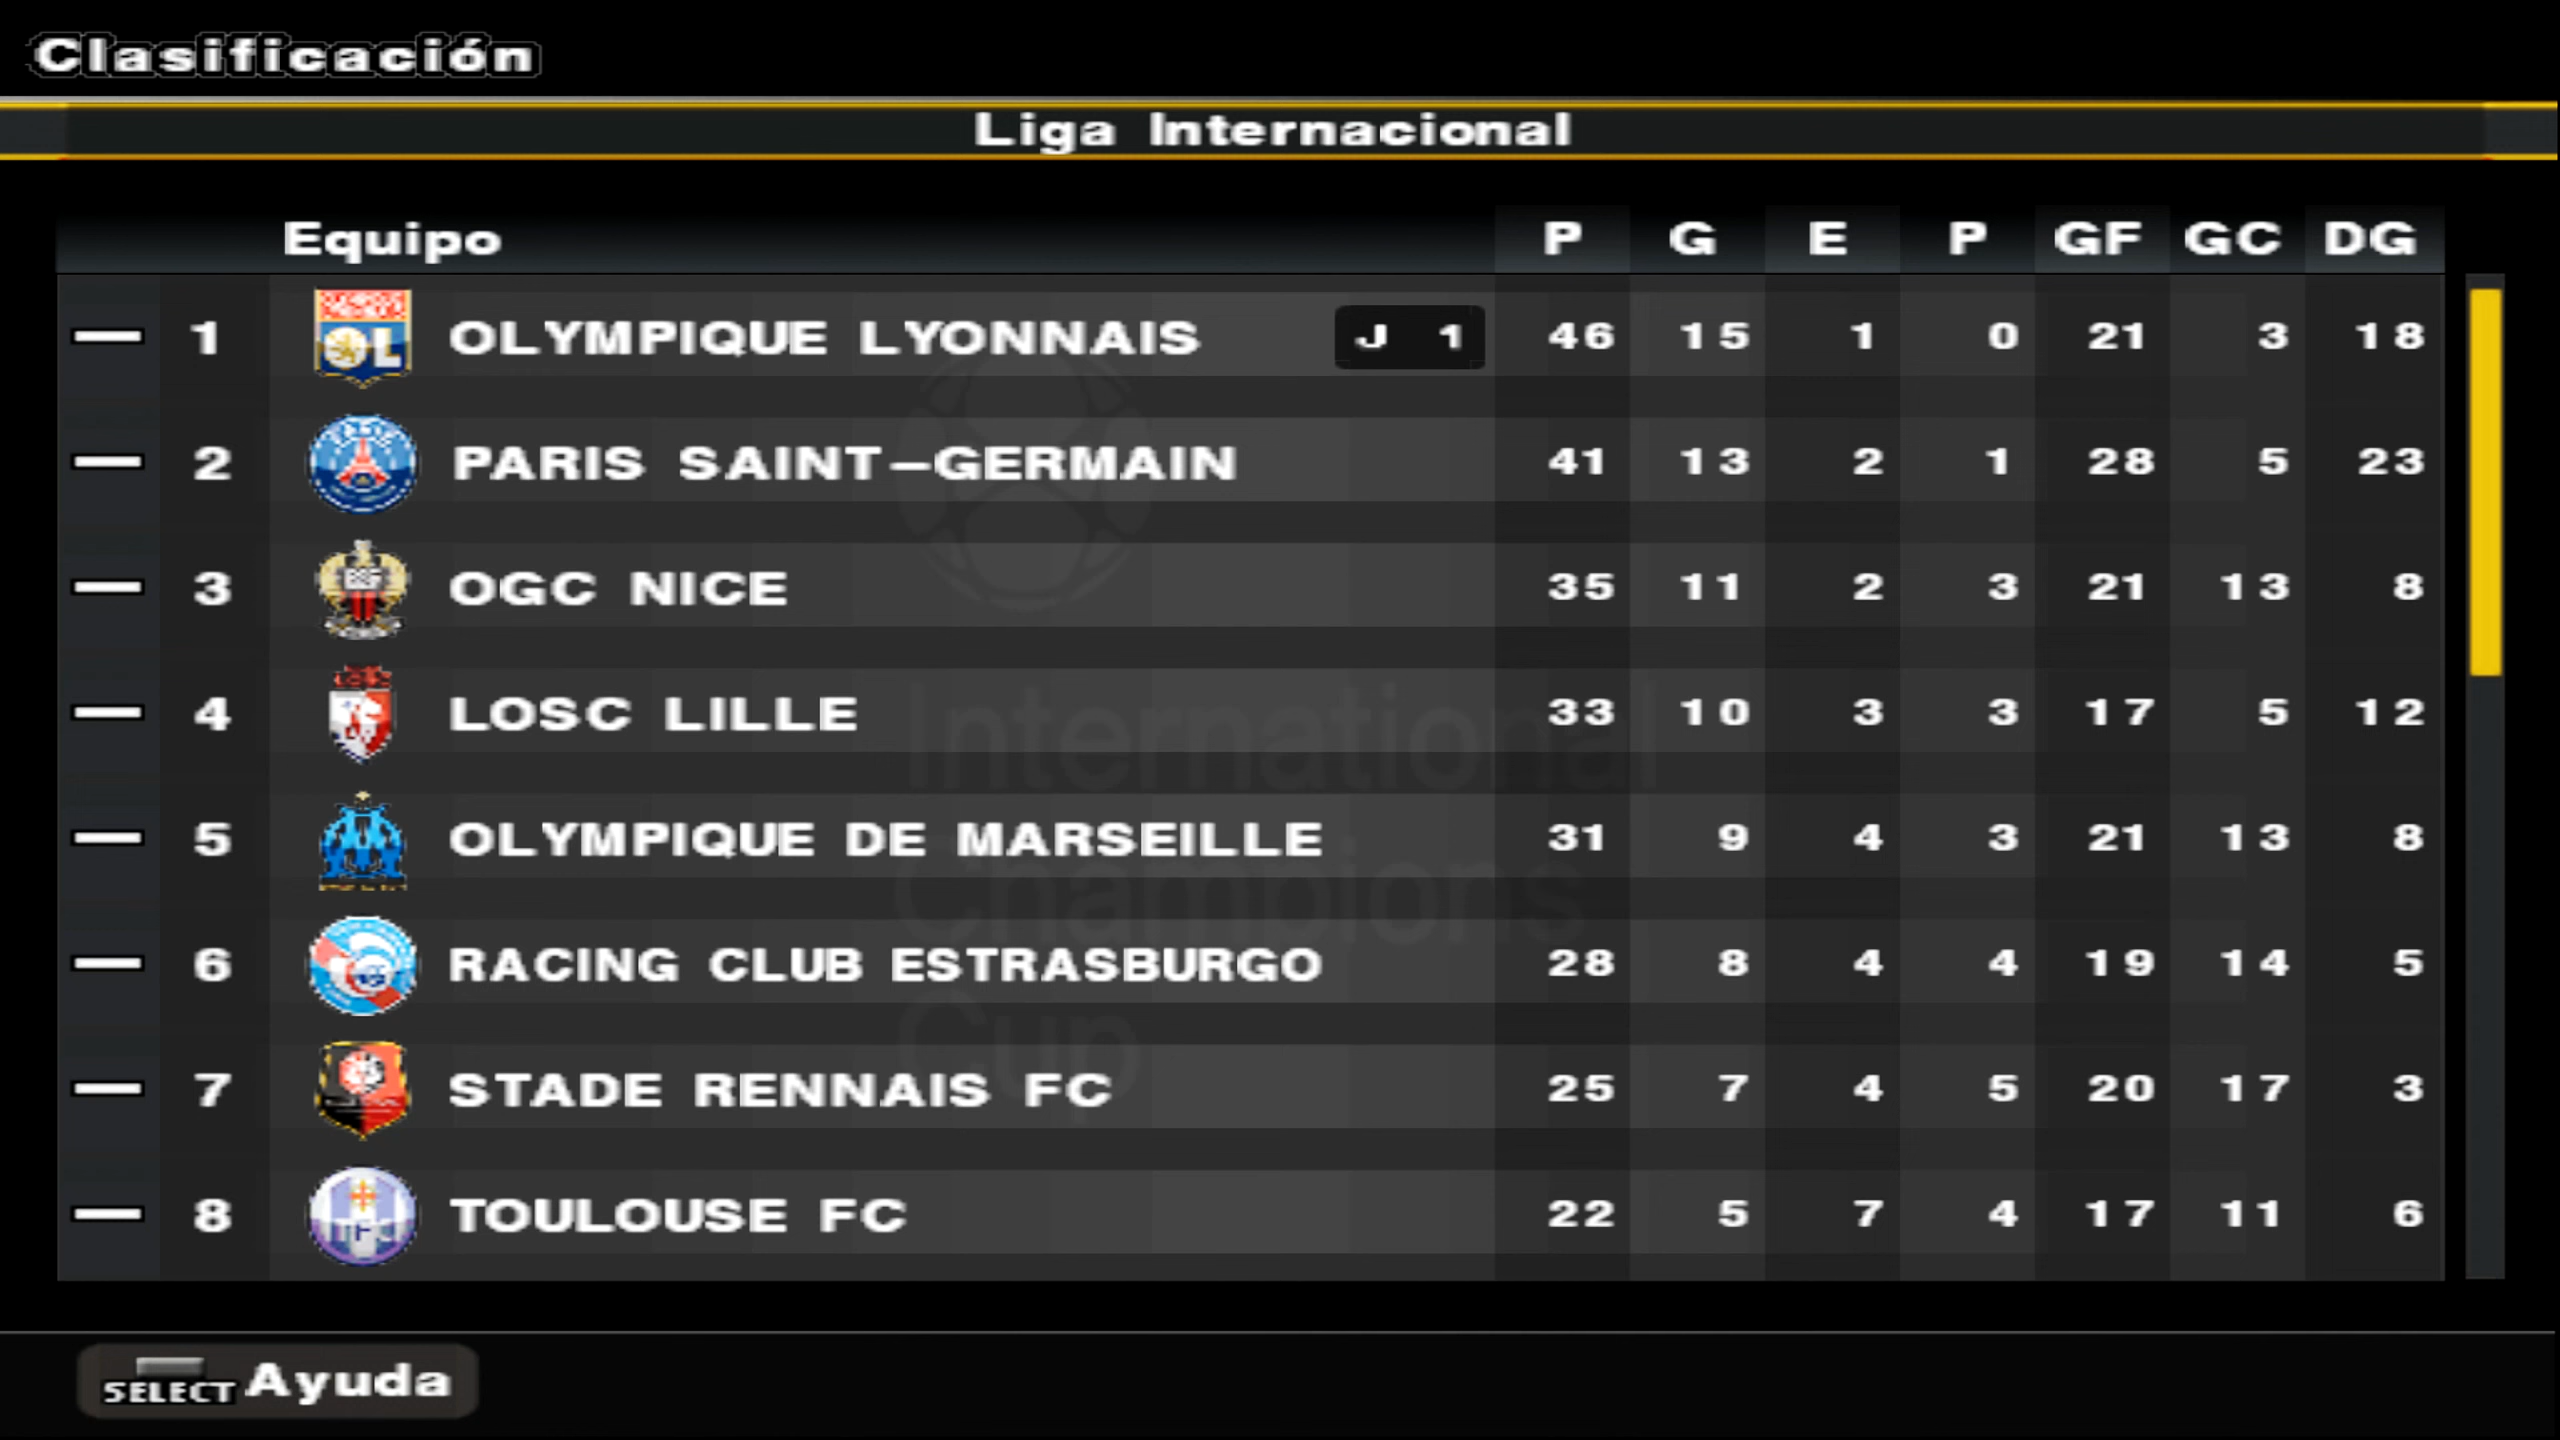 Clasificación
Liga Internacional
Equipo P G E P GF GC DG
1 OLYMPIQUE LYONNAIS J 1 46 15 1 0 21 3 18
2 PARIS SAINT-GERMAIN 41 13 2 1 28 5 23
3 OGC NICE 35 11 2 3 21 13 8
4 LOSC LILLE 33 10 3 3 17 5 12
5 OLYMPIQUE DE MARSEILLE 31 9 4 3 21 13 8
6 RACING CLUB ESTRASBURGO 28 8 4 4 19 14 5
7 STADE RENNAIS FC 25 7 4 5 20 17 3
8 TOULOUSE FC 22 5 7 4 17 11 6
International
Champions
Cup
SELECT Ayuda